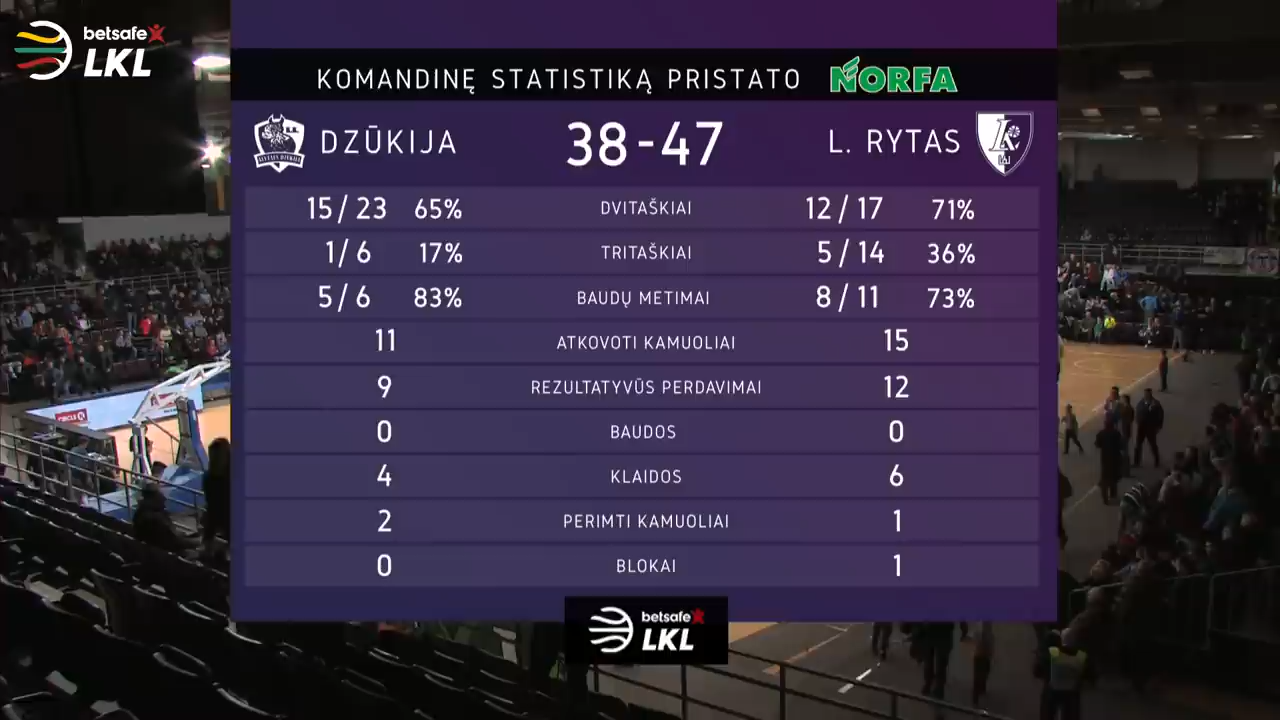 betsafe
LKL
KOMANDINĘ STATISTIKĄ PRISTATO NORFA
DZŪKIJA 38-47 L. RYTAS
15/23 65% DVITAŠKIAI 12/17 71%
1/6 17% TRITAŠKIAI 5/14 36%
5/6 83% BAUDŲ METIMAI 8/11 73%
11 ATKOVOTI KAMUOLIAI 15
9 REZULTATYVŪS PERDAVIMAI 12
0 BAUDOS 0
4 KLAIDOS 6
2 PERIMTI KAMUOLIAI 1
0 BLOKAI 1
CIRCLE K
betsafe
LKL